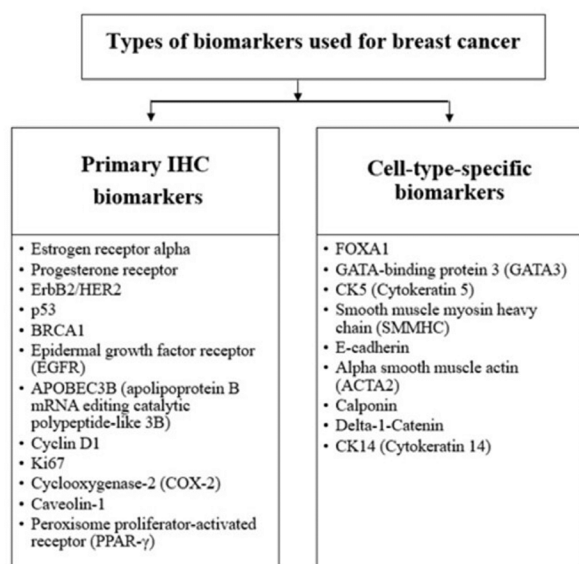 Types of biomarkers used for breast cancer
Primary IHC
biomarkers
• Estrogen receptor alpha
• Progesterone receptor
• ErbB2/HER2
• p53
• BRCA1
• Epidermal growth factor receptor
(EGFR)
• APOBEC3B (apolipoprotein B
mRNA editing catalytic
polypeptide-like 3B)
• Cyclin D1
• Ki67
• Cyclooxygenase-2 (COX-2)
• Caveolin-1
• Peroxisome proliferator-activated
receptor (PPAR-γ)
Cell-type-specific
biomarkers
• FOXA1
• GATA-binding protein 3 (GATA3)
• CK5 (Cytokeratin 5)
• Smooth muscle myosin heavy
chain (SMMHC)
• E-cadherin
• Alpha smooth muscle actin
(ACTA2)
• Calponin
• Delta-1-Catenin
• CK14 (Cytokeratin 14)